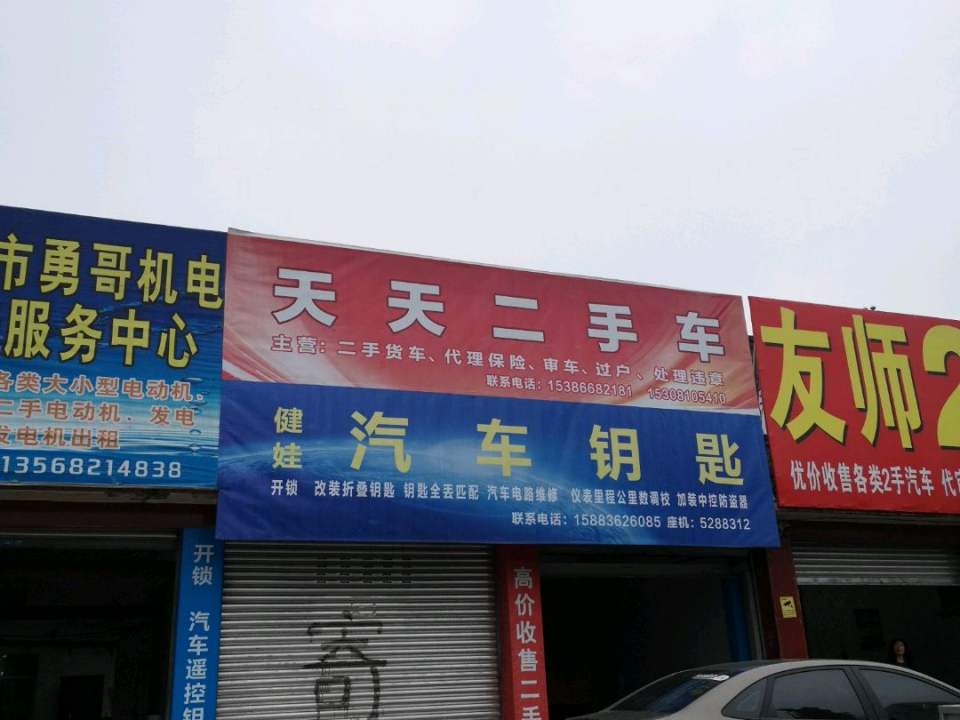 市勇哥机电
服务中心
各类大小型电动机、
二手电动机、发电
发电机出租
13568214838
天天二手车
主营：二手货车、代理保险、审车、过户、处理违章
联系电话：15386682181 15308105410
健娃 汽车钥匙
开锁 改装折叠钥匙 钥匙全丢匹配 汽车电路维修 仪表里程公里数调校 加装中控防盗器
联系电话：15883626085 座机：5288312
友师2
优价收售各类2手汽车 代审
开锁 汽车遥控钥
高价收售二手